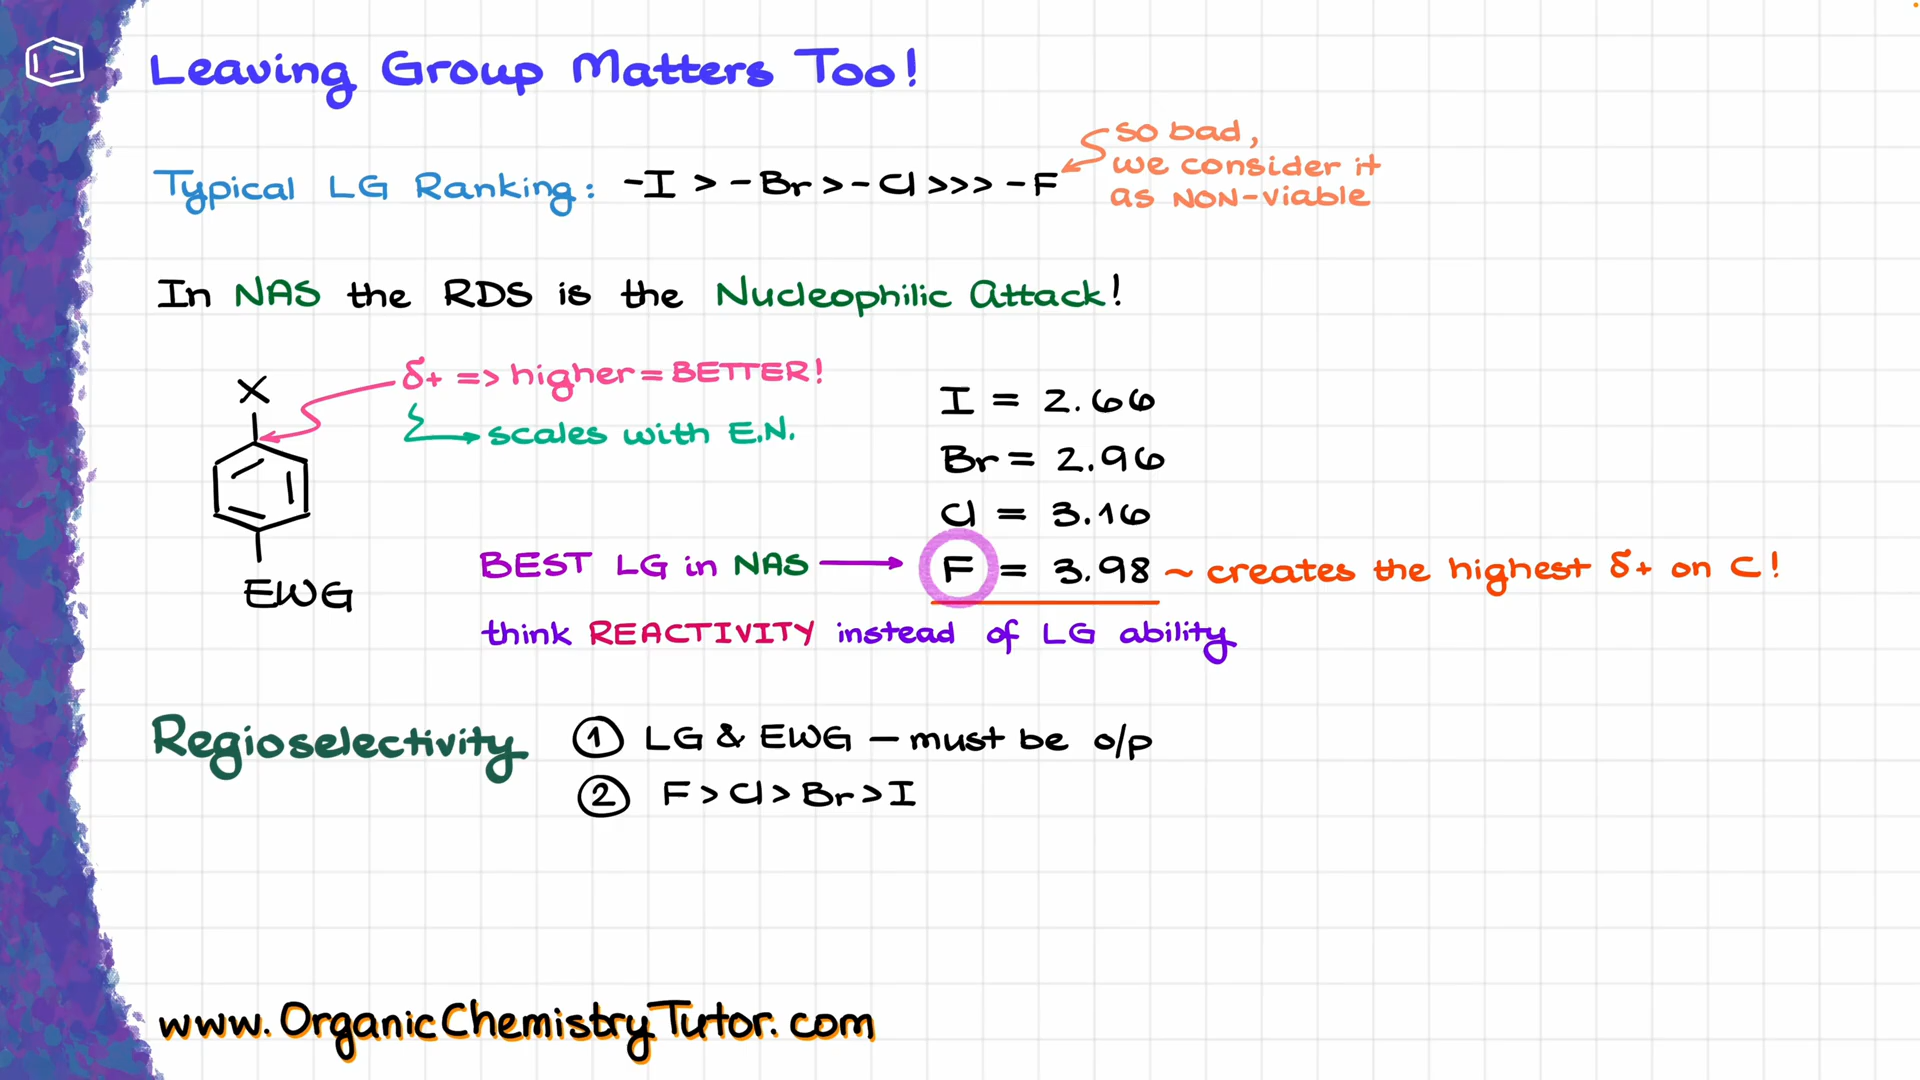 Leaving Group Matters Too!
Typical LG Ranking: -I > -Br > -Cl >>> -F
so bad,
we consider it
as NON-viable
In NAS the RDS is the Nucleophilic Attack!
X
EWG
δ+ => higher = BETTER!
scales with E.N.
I = 2.66
Br = 2.96
Cl = 3.16
BEST LG in NAS → F = 3.98 ~ creates the highest δ+ on C!
think REACTIVITY instead of LG ability
Regioselectivity
① LG & EWG – must be o/p
② F > Cl > Br > I
www.OrganicChemistryTutor.com